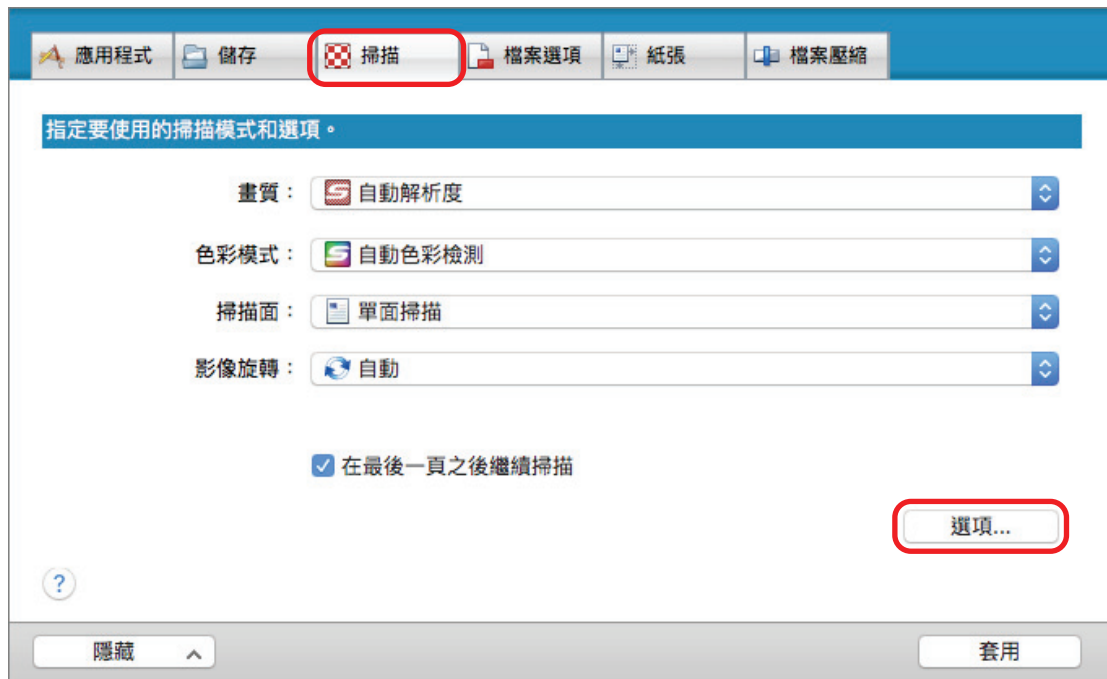 應用程式 儲存 掃描 檔案選項 紙張 檔案壓縮
指定要使用的掃描模式和選項。
畫質： 自動解析度
色彩模式： 自動色彩檢測
掃描面： 單面掃描
影像旋轉： 自動
在最後一頁之後繼續掃描
選項...
?
隱藏 套用